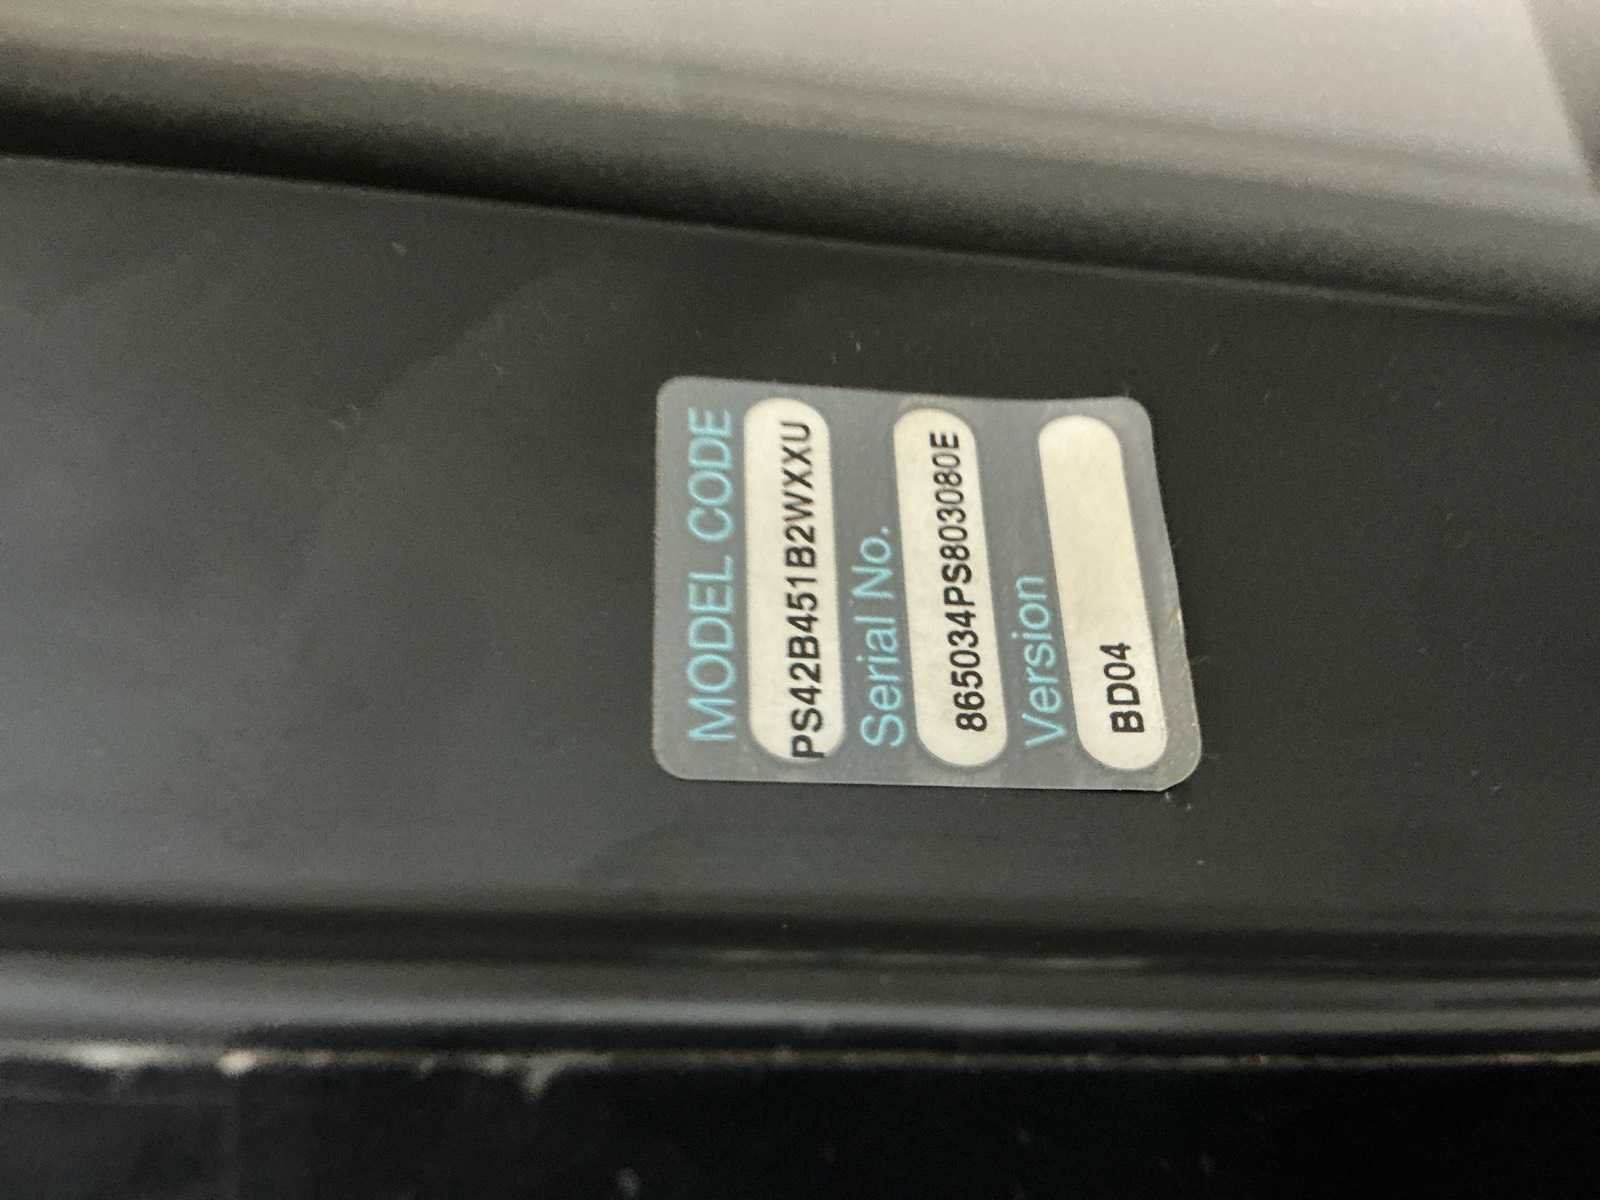 MODEL CODE
PS42B451B2WXXU
Serial No.
865034PS803080E
Version
BD04